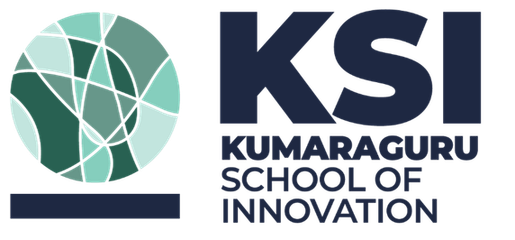 KSI
KUMARAGURU
SCHOOL OF
INNOVATION